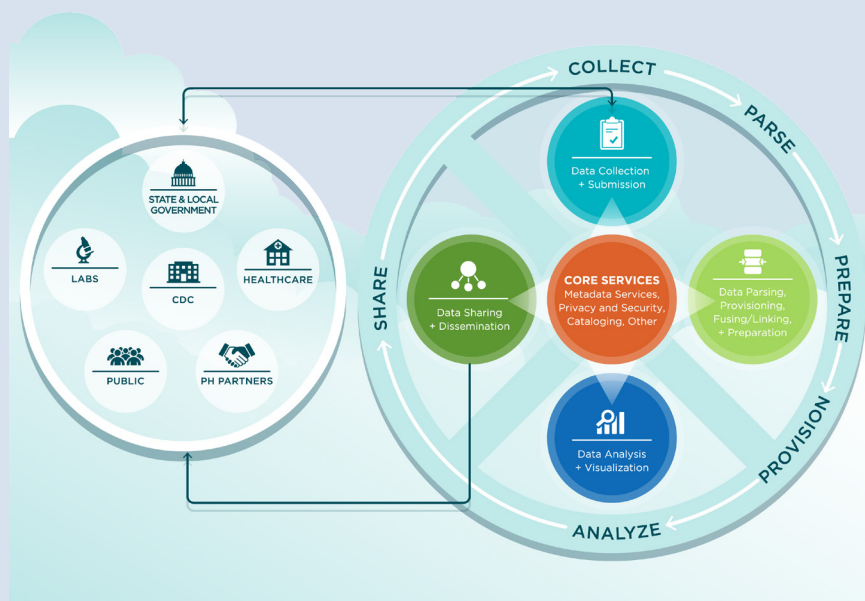 STATE & LOCAL
GOVERNMENT
LABS
HEALTHCARE
CDC
PUBLIC
PH PARTNERS
COLLECT
PARSE
PREPARE
PROVISION
ANALYZE
SHARE
Data Collection
+ Submission
Data Sharing
+ Dissemination
CORE SERVICES
Metadata Services,
Privacy and Security,
Cataloging, Other
Data Parsing,
Provisioning,
Fusing/Linking,
+ Preparation
Data Analysis
+ Visualization